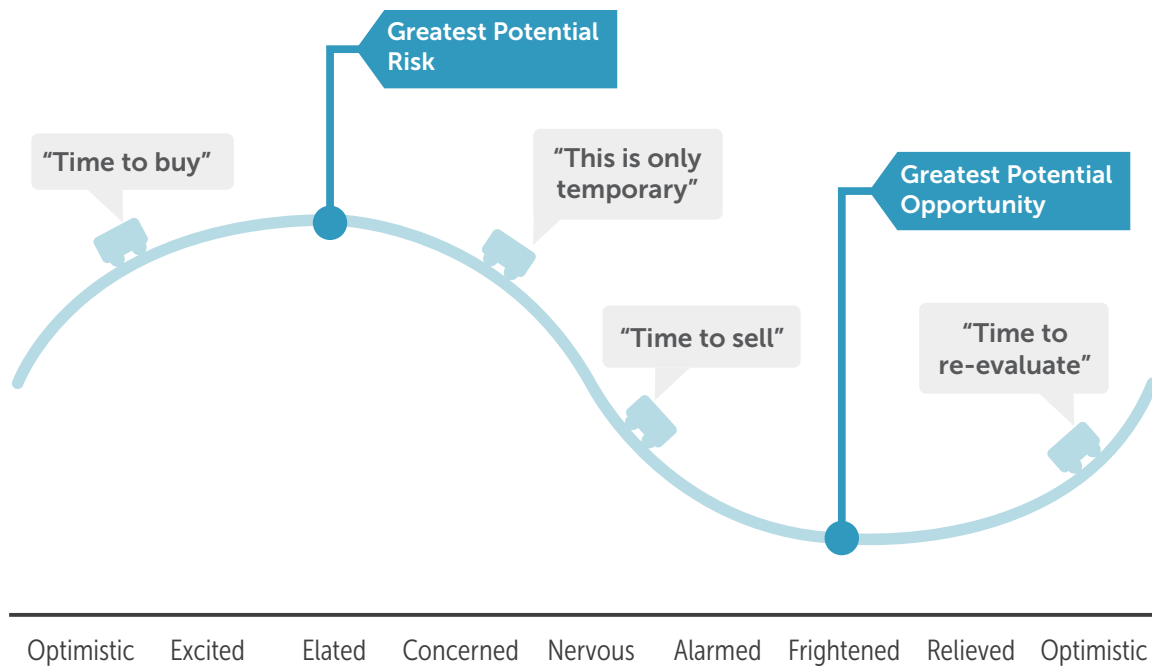 Greatest Potential
Risk
“Time to buy”
“This is only
temporary”
Greatest Potential
Opportunity
“Time to sell”
“Time to
re-evaluate”
Optimistic Excited Elated Concerned Nervous Alarmed Frightened Relieved Optimistic